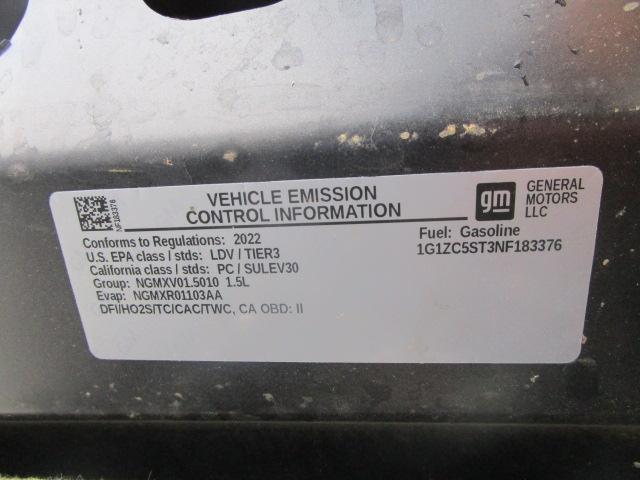 NF183376
VEHICLE EMISSION
CONTROL INFORMATION
gm
GENERAL
MOTORS
LLC
Conforms to Regulations: 2022
U.S. EPA class / stds: LDV / TIER3
California class / stds: PC / SULEV30
Group: NGMXV01.5010 1.5L
Evap: NGMXR01103AA
DFI/HO2S/TC/CAC/TWC, CA OBD: II
Fuel: Gasoline
1G1ZC5ST3NF183376